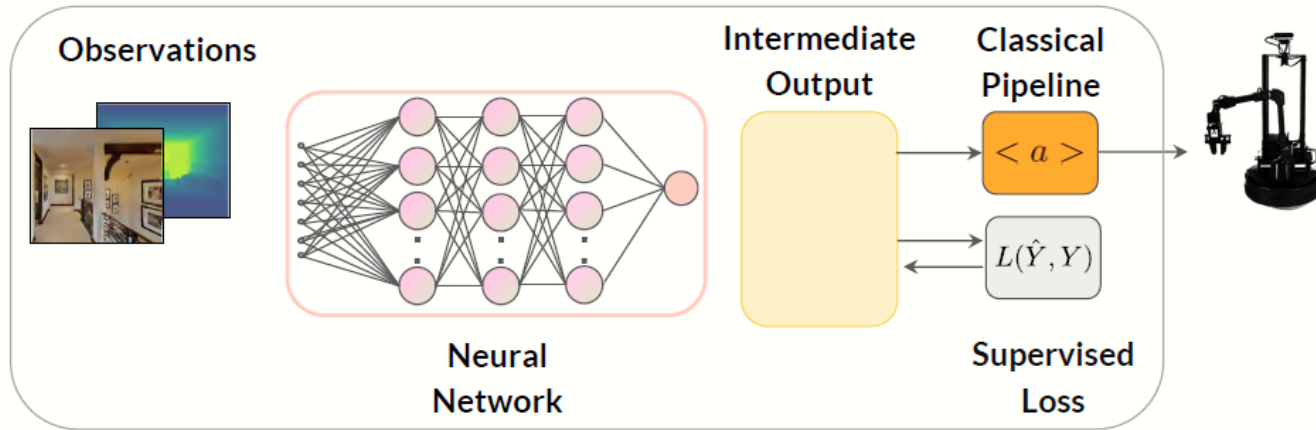 Observations
Intermediate
Output
Classical
Pipeline
< a >
L(Ŷ, Y)
Neural
Network
Supervised
Loss